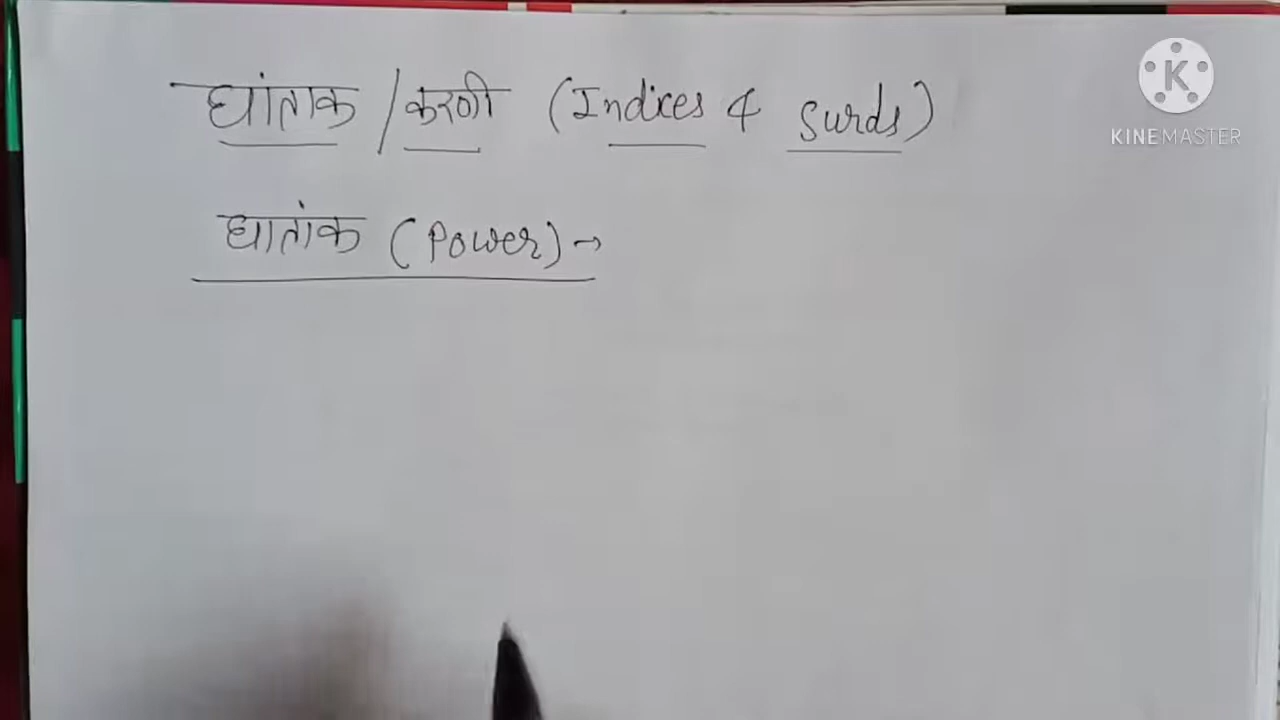 घांताक / करणी (Indices & Surds)
KINEMASTER
घातांक (Power) →